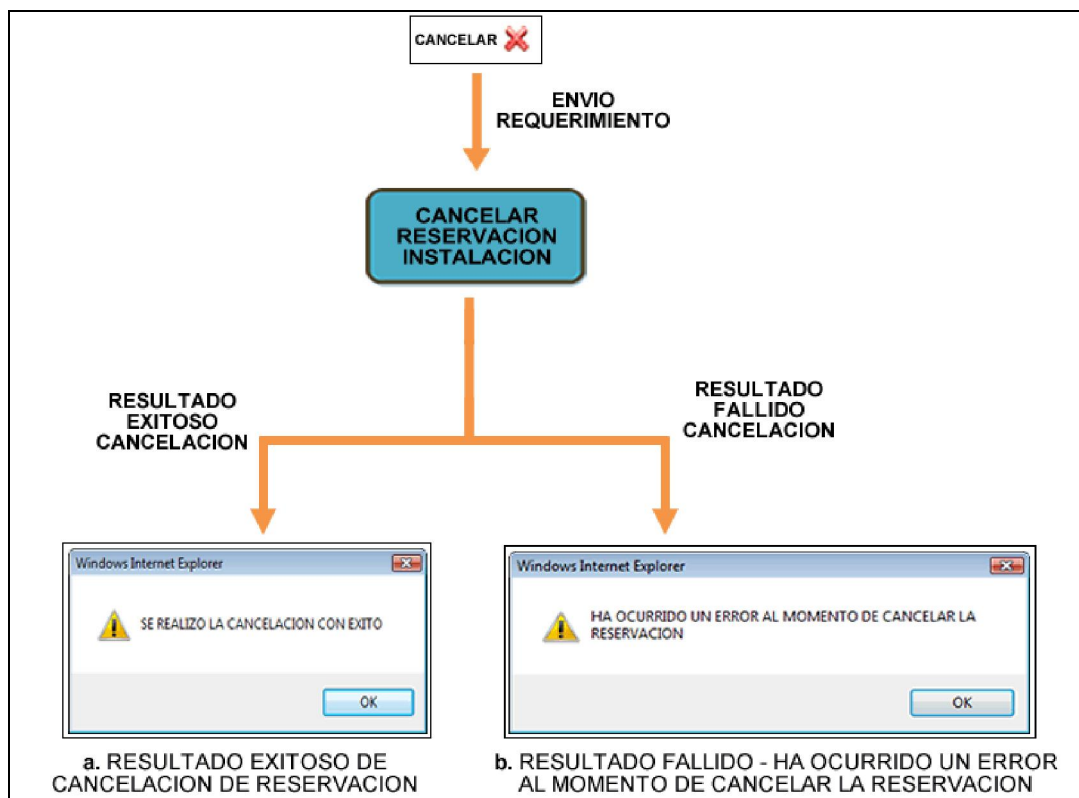 CANCELAR
ENVIO
REQUERIMIENTO
CANCELAR
RESERVACION
INSTALACION
RESULTADO
EXITOSO
CANCELACION
RESULTADO
FALLIDO
CANCELACION
Windows Internet Explorer
SE REALIZO LA CANCELACION CON EXITO
OK
Windows Internet Explorer
HA OCURRIDO UN ERROR AL MOMENTO DE CANCELAR LA
RESERVACION
OK
a. RESULTADO EXITOSO DE
CANCELACION DE RESERVACION
b. RESULTADO FALLIDO - HA OCURRIDO UN ERROR
AL MOMENTO DE CANCELAR LA RESERVACION